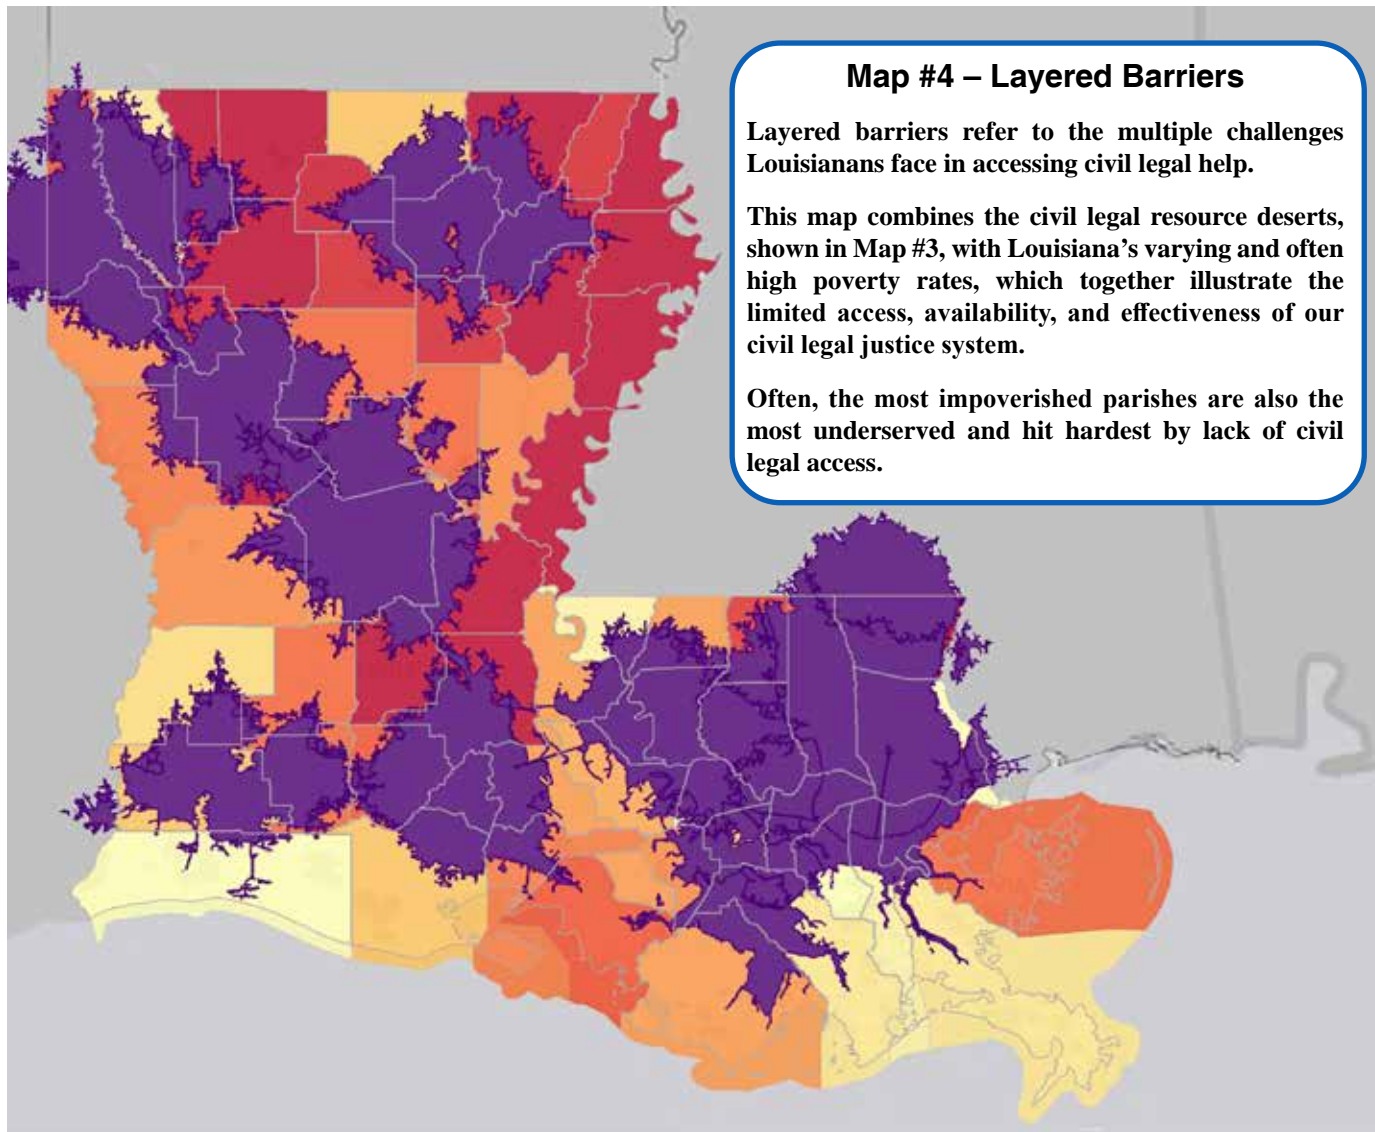 Map #4 – Layered Barriers
Layered barriers refer to the multiple challenges
Louisianans face in accessing civil legal help.
This map combines the civil legal resource deserts,
shown in Map #3, with Louisiana’s varying and often
high poverty rates, which together illustrate the
limited access, availability, and effectiveness of our
civil legal justice system.
Often, the most impoverished parishes are also the
most underserved and hit hardest by lack of civil
legal access.